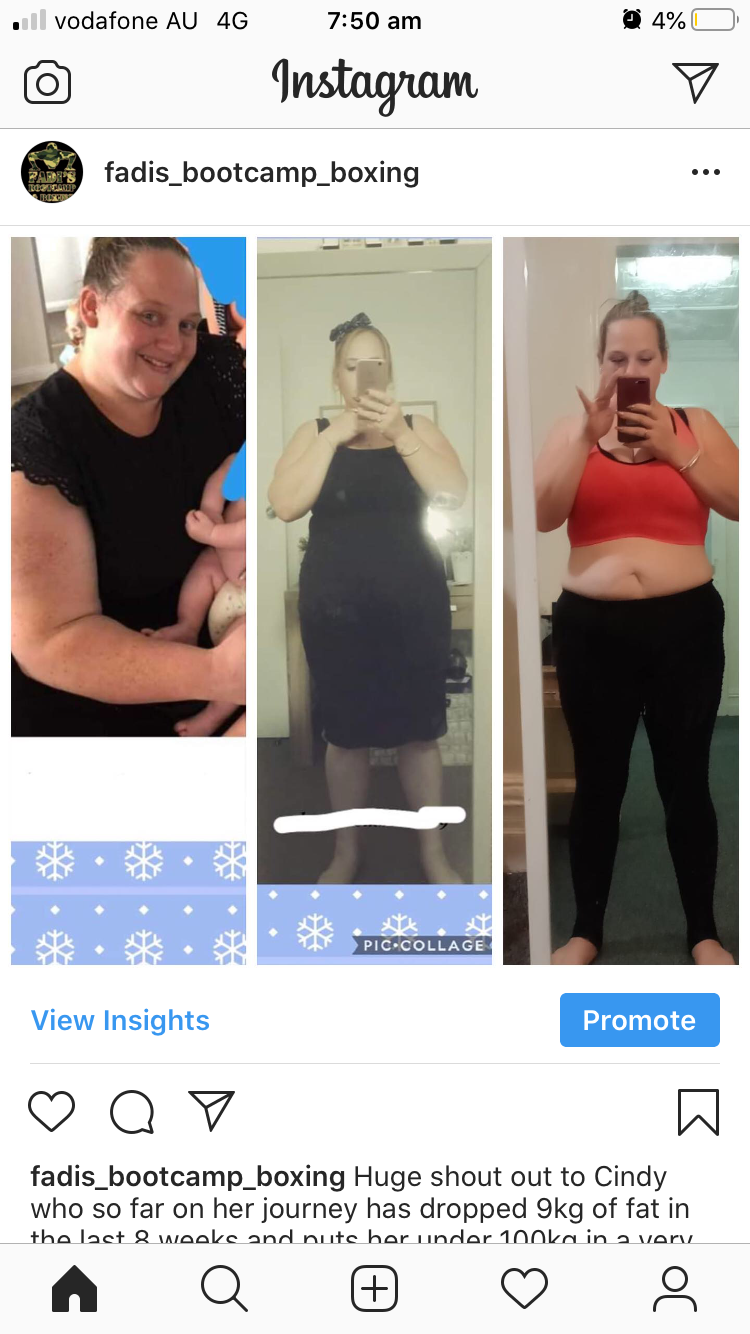 vodafone AU 4G 7:50 am 4%
Instagram
FADI'S
BOOTCAMP
fadis_bootcamp_boxing
PIC•COLLAGE
View Insights
Promote
fadis_bootcamp_boxing Huge shout out to Cindy
who so far on her journey has dropped 9kg of fat in
the last 8 weeks and puts her under 100kg in a very